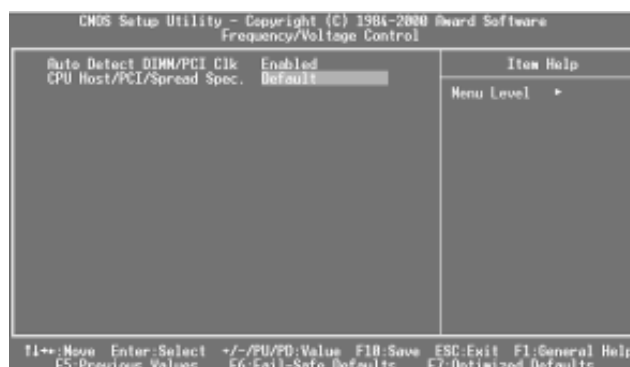 CMOS Setup Utility - Copyright (C) 1984-2000 Award Software
Frequency/Voltage Control
Auto Detect DIMM/PCI Clk Enabled
CPU Host/PCI/Spread Spec. Default
Item Help
Menu Level ►
↑↓→←:Move Enter:Select +/-/PU/PD:Value F10:Save ESC:Exit F1:General Help
F5:Previous Values F6:Fail-Safe Defaults F7:Optimized Defaults